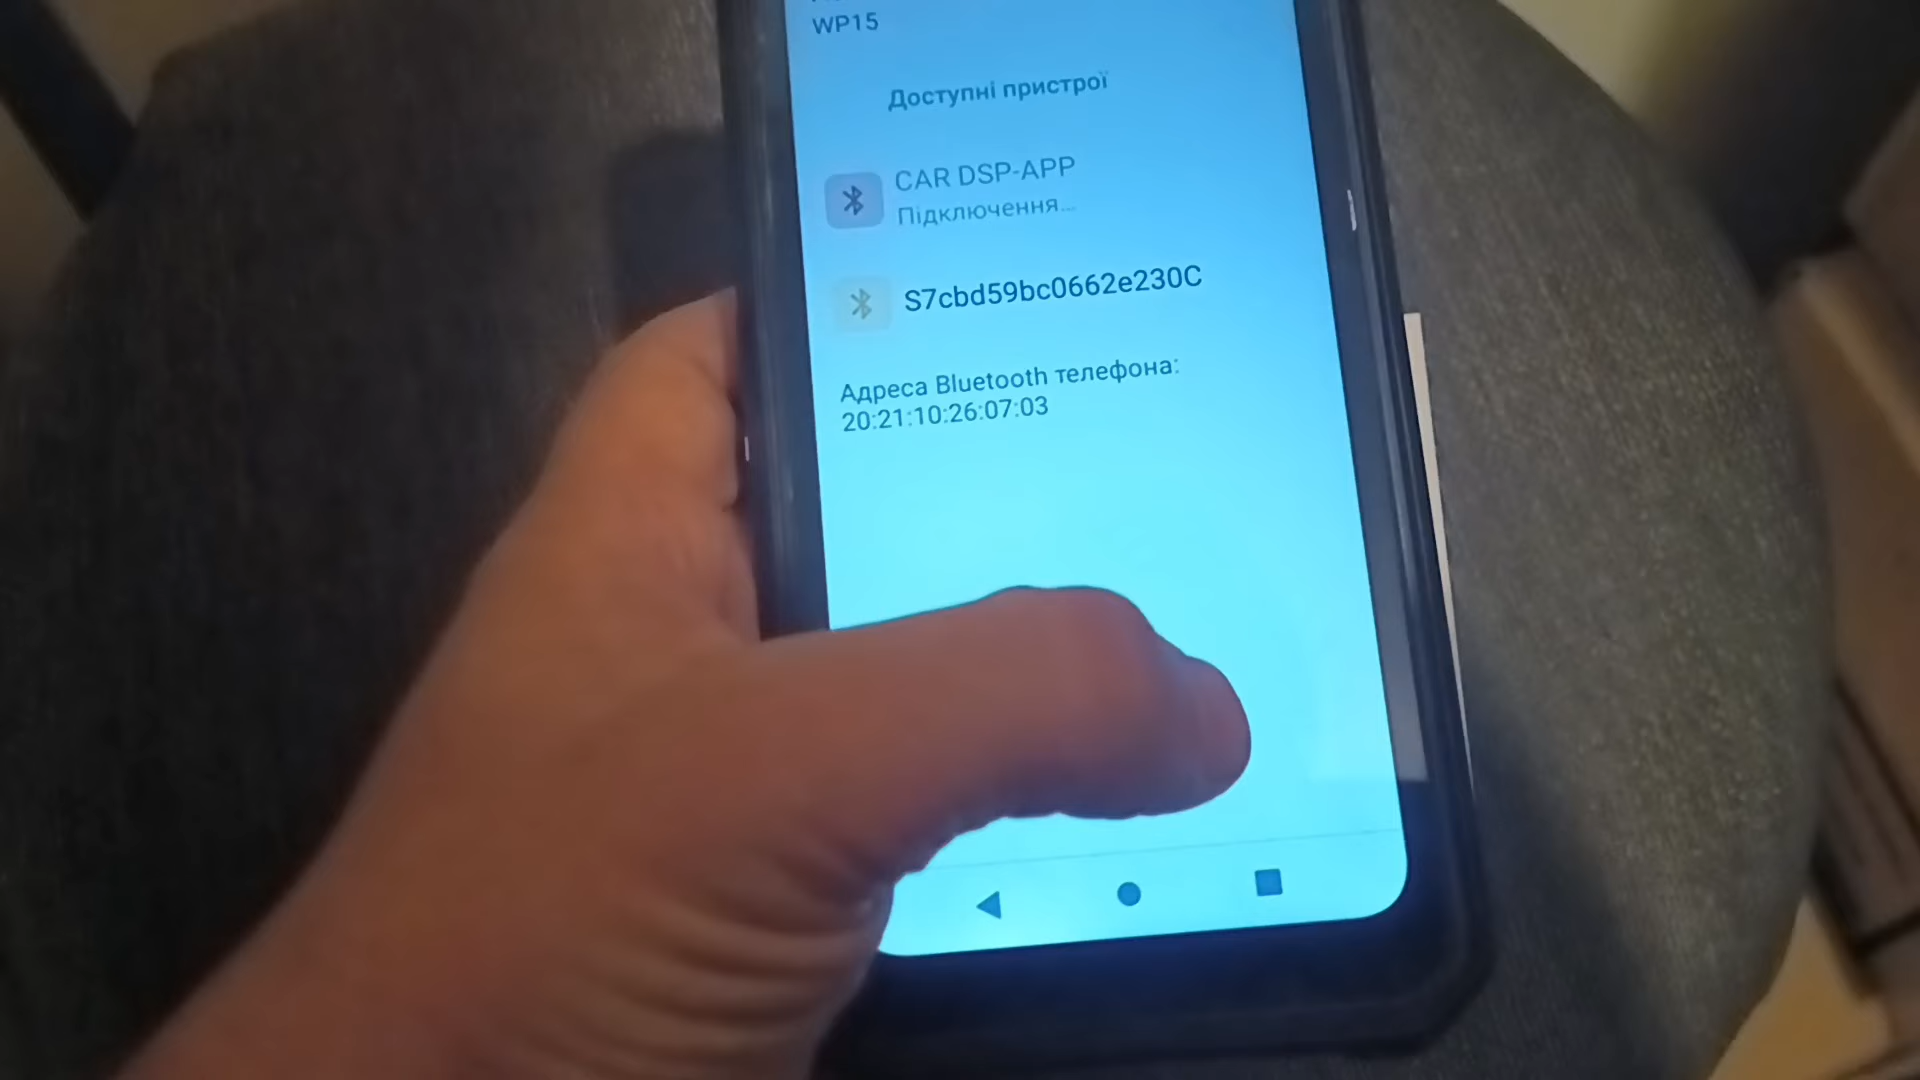 WP15
Доступні пристрої
CAR DSP-APP
Підключення...
S7cbd59bc0662e230C
Адреса Bluetooth телефона:
20:21:10:26:07:03